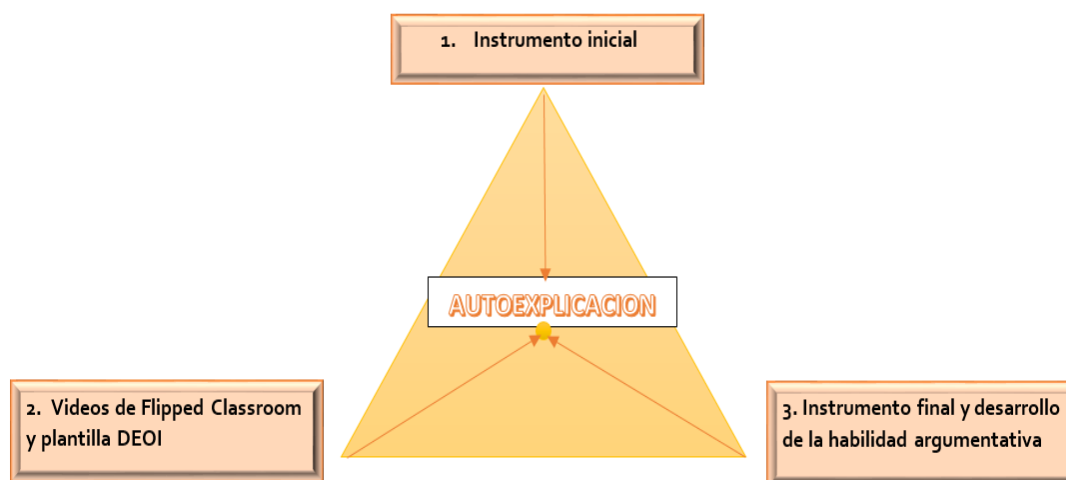 1. Instrumento inicial
AUTOEXPLICACION
2. Videos de Flipped Classroom
y plantilla DEOI
3. Instrumento final y desarrollo
de la habilidad argumentativa